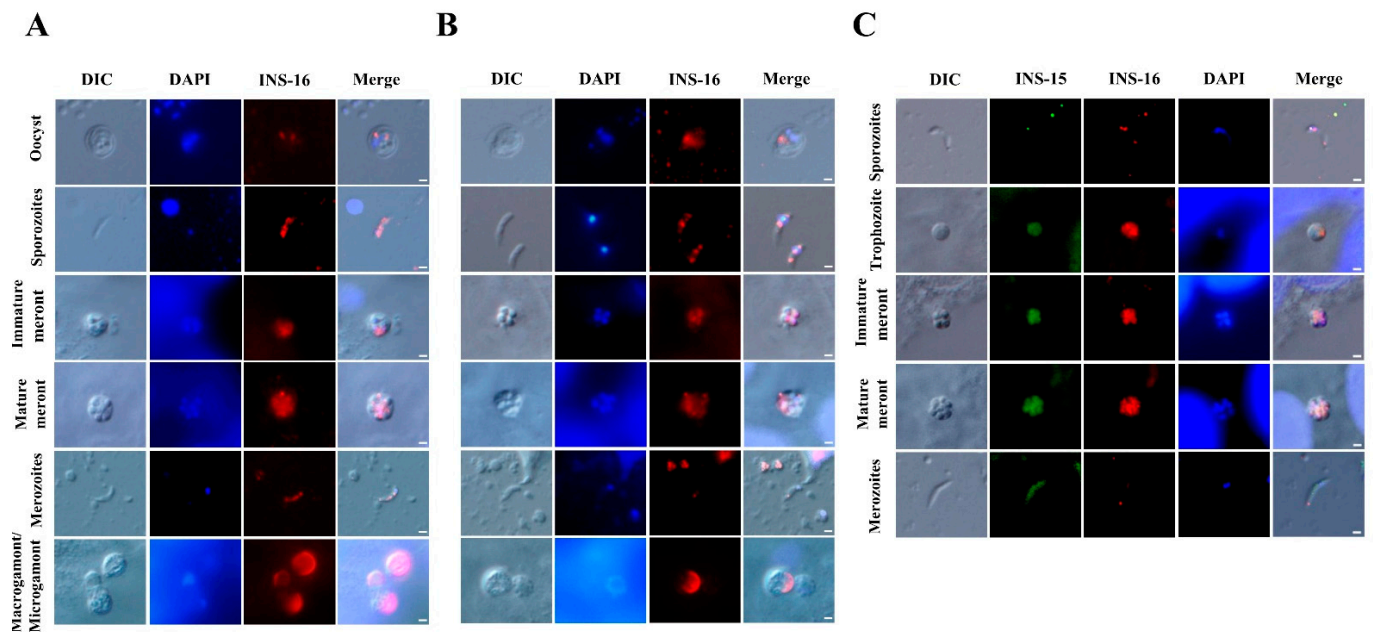 A B C
DIC DAPI INS-16 Merge
DIC DAPI INS-16 Merge
DIC INS-15 INS-16 DAPI Merge
Oocyst
Sporozoites
Immature
meront
Mature
meront
Merozoites
Macrogamont/
Microgamont
Sporozoites
Trophozoite
Immature
meront
Mature
meront
Merozoites